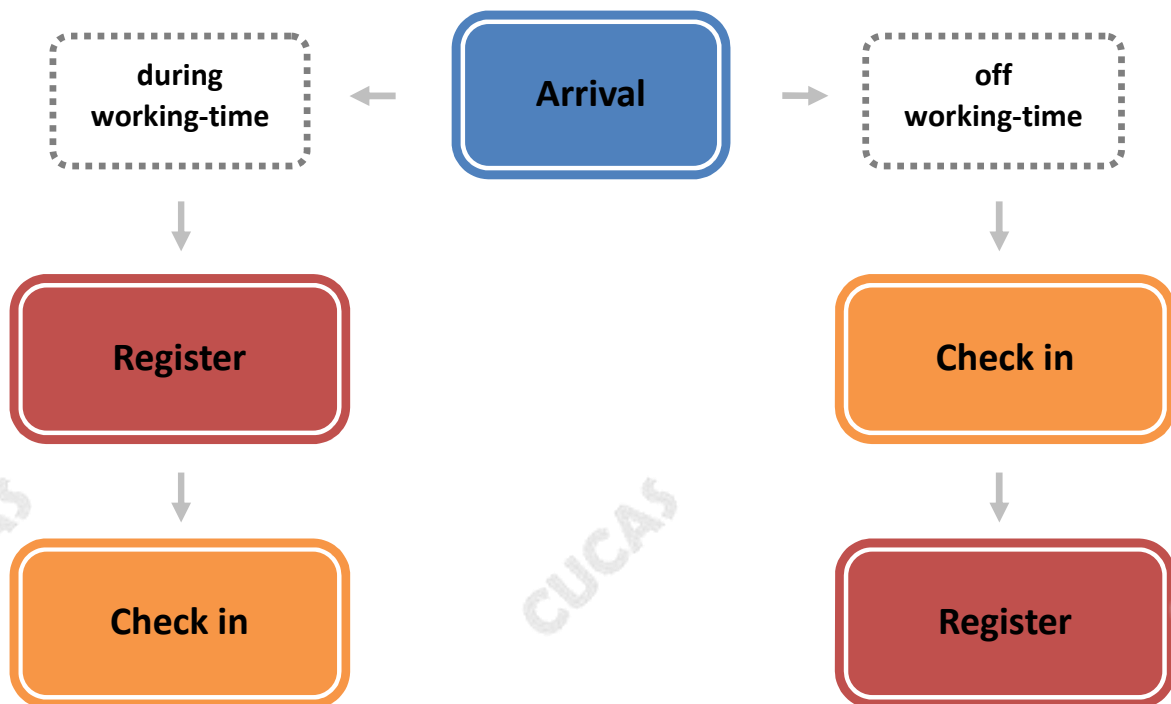 during
working-time
Arrival
off
working-time
Register
Check in
CUCAS
Check in
Register